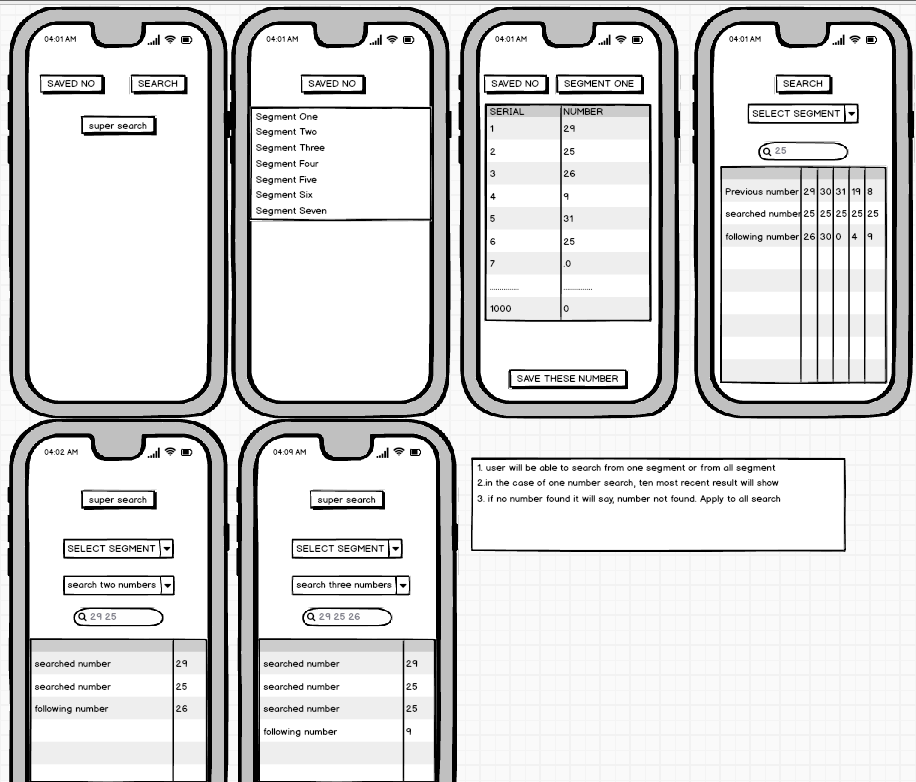 04:01 AM
SAVED NO
SEARCH
super search
04:01 AM
SAVED NO
Segment One
Segment Two
Segment Three
Segment Four
Segment Five
Segment Six
Segment Seven
04:01 AM
SAVED NO
SEGMENT ONE
SERIAL NUMBER
1 29
2 25
3 26
4 9
5 31
6 25
7 .0
............... ...............
1000 0
SAVE THESE NUMBER
04:01 AM
SEARCH
SELECT SEGMENT
25
Previous number 29 30 31 19 8
searched number 25 25 25 25 25
following number 26 30 0 4 9
04:02 AM
super search
SELECT SEGMENT
search two numbers
29 25
searched number 29
searched number 25
following number 26
04:09 AM
super search
SELECT SEGMENT
search three numbers
29 25 26
searched number 29
searched number 25
searched number 25
following number 9
1. user will be able to search from one segment or from all segment
2.in the case of one number search, ten most recent result will show
3. if no number found it will say, number not found. Apply to all search